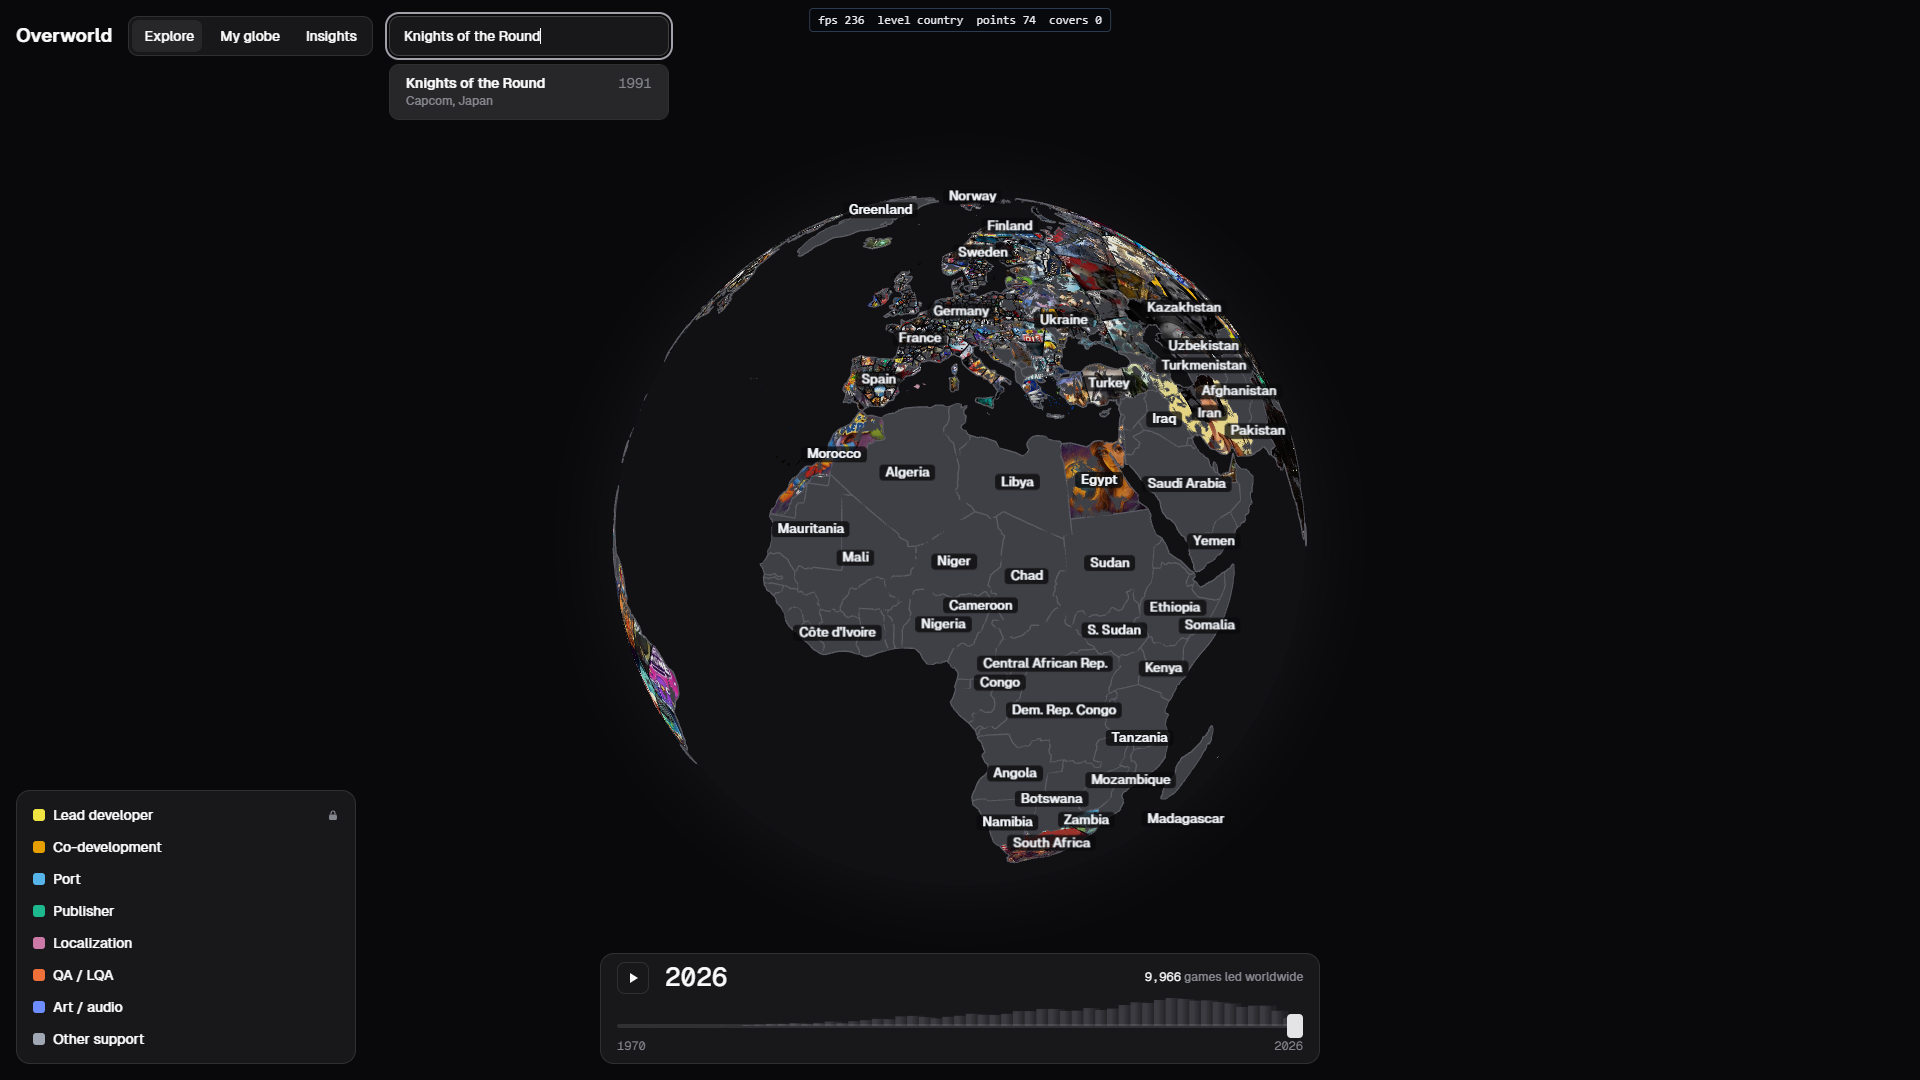 Overworld
Explore
My globe
Insights
Knights of the Round
Knights of the Round 1991
Capcom, Japan
fps 236 level country points 74 covers 0
Norway
Greenland
Finland
Sweden
Kazakhstan
Germany
Ukraine
France
Uzbekistan
Turkmenistan
Spain
Turkey
Afghanistan
Iraq
Iran
Pakistan
Morocco
Algeria
Libya
Egypt
Saudi Arabia
Mauritania
Yemen
Mali
Niger
Chad
Sudan
Cameroon
Ethiopia
Nigeria
Somalia
Côte d'Ivoire
S. Sudan
Central African Rep.
Kenya
Congo
Dem. Rep. Congo
Tanzania
Angola
Mozambique
Botswana
Namibia
Zambia
Madagascar
South Africa
Lead developer
Co-development
Port
Publisher
Localization
QA / LQA
Art / audio
Other support
2026
9,966 games led worldwide
1970
2026